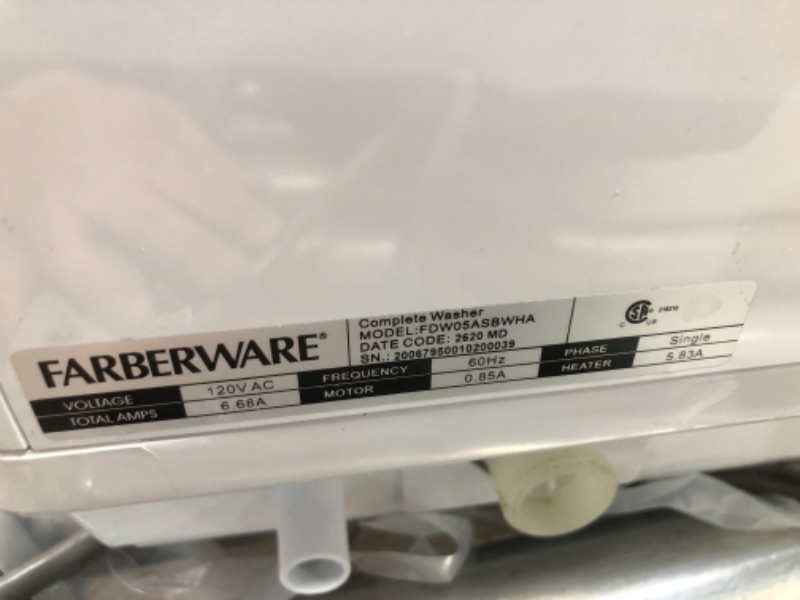 FARBERWARE®
Complete Washer
MODEL:FDW05ASBWHA
DATE CODE: 2620 MD
SN.: 20067950010200039
C US
VOLTAGE 120V AC FREQUENCY 60Hz PHASE Single
TOTAL AMPS 6.68A MOTOR 0.85A HEATER 5.83A